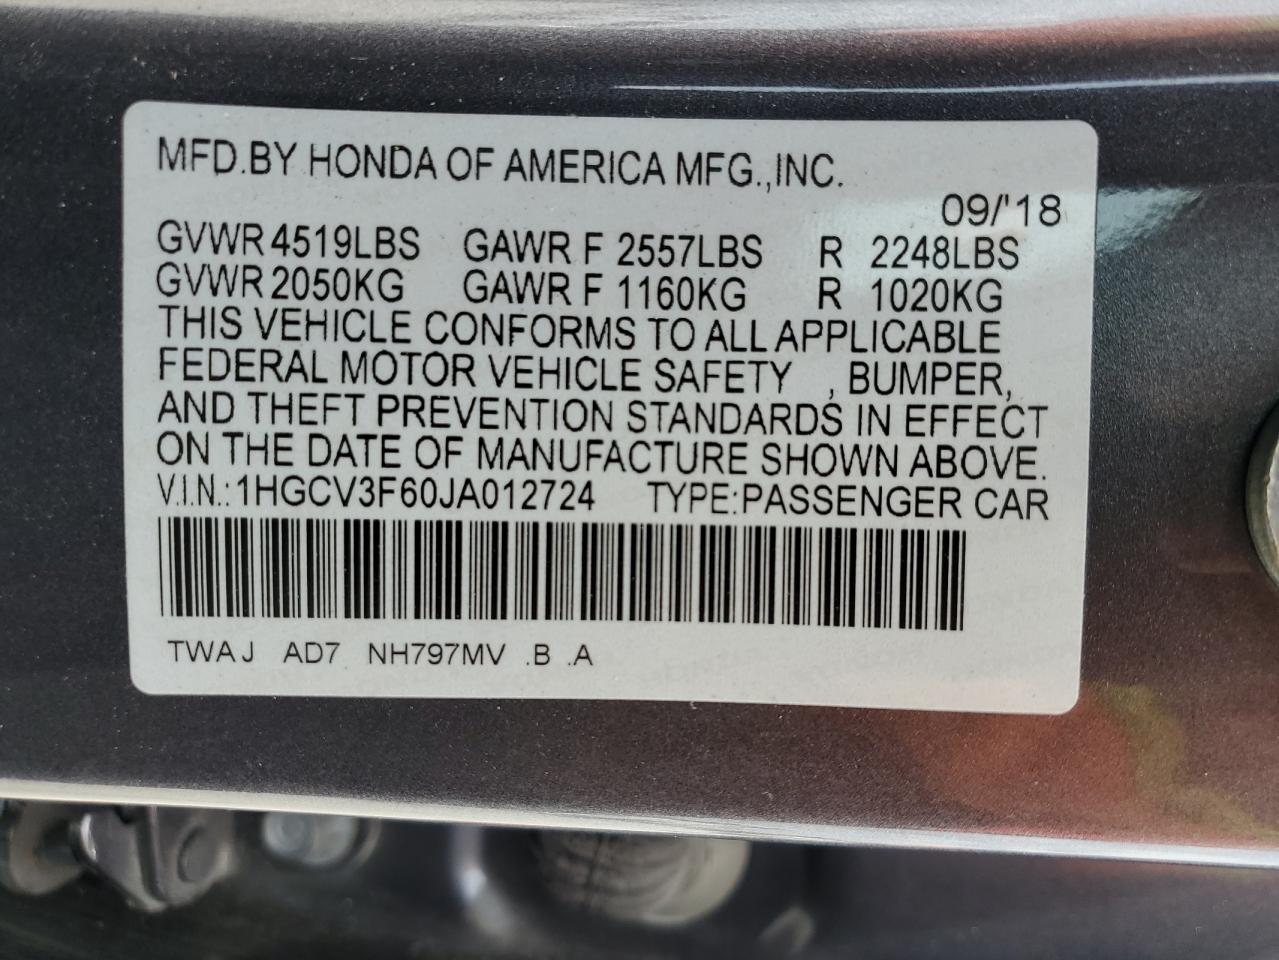 MFD.BY HONDA OF AMERICA MFG.,INC.
09/'18
GVWR 4519LBS GAWR F 2557LBS R 2248LBS
GVWR 2050KG GAWR F 1160KG R 1020KG
THIS VEHICLE CONFORMS TO ALL APPLICABLE
FEDERAL MOTOR VEHICLE SAFETY , BUMPER,
AND THEFT PREVENTION STANDARDS IN EFFECT
ON THE DATE OF MANUFACTURE SHOWN ABOVE.
V.I.N.:1HGCV3F60JA012724 TYPE:PASSENGER CAR
TWAJ AD7 NH797MV .B .A